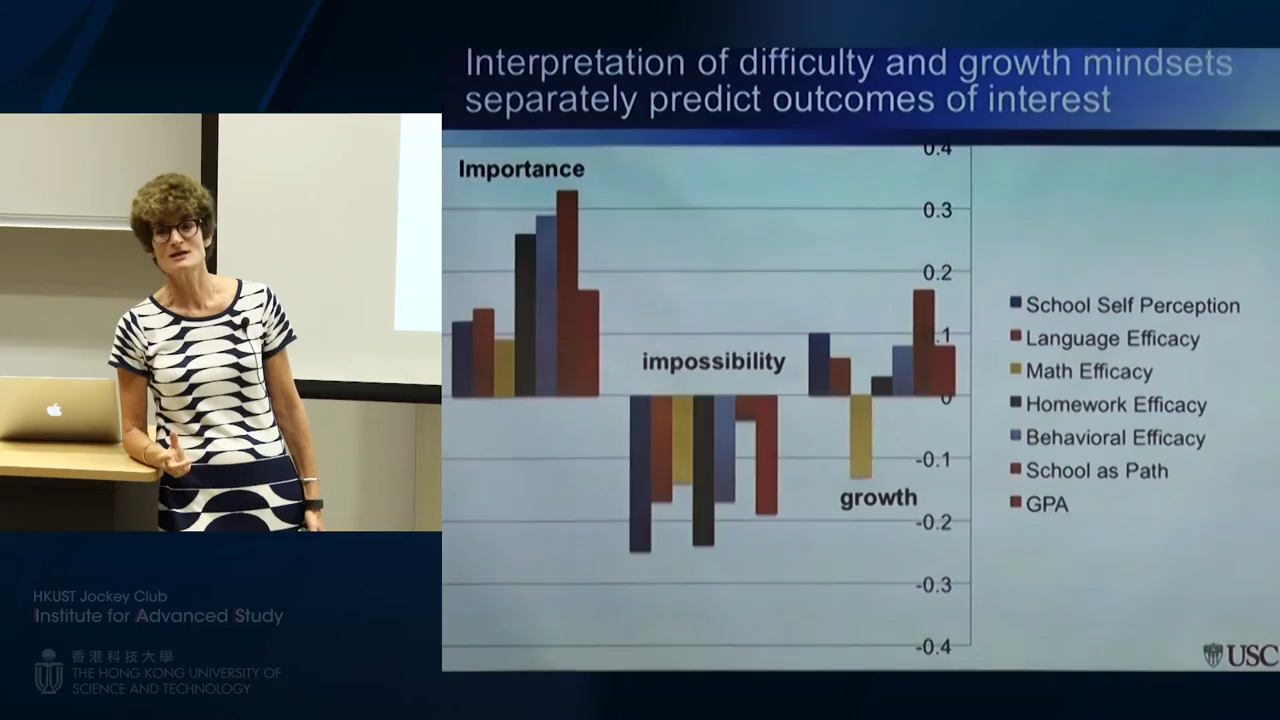 Interpretation of difficulty and growth mindsets
separately predict outcomes of interest
Importance
impossibility
growth
0.4
0.3
0.2
.1
0
-0.1
-0.2
-0.3
-0.4
School Self Perception
Language Efficacy
Math Efficacy
Homework Efficacy
Behavioral Efficacy
School as Path
GPA
USC
HKUST Jockey Club
Institute for Advanced Study
香港科技大學
THE HONG KONG UNIVERSITY OF
SCIENCE AND TECHNOLOGY